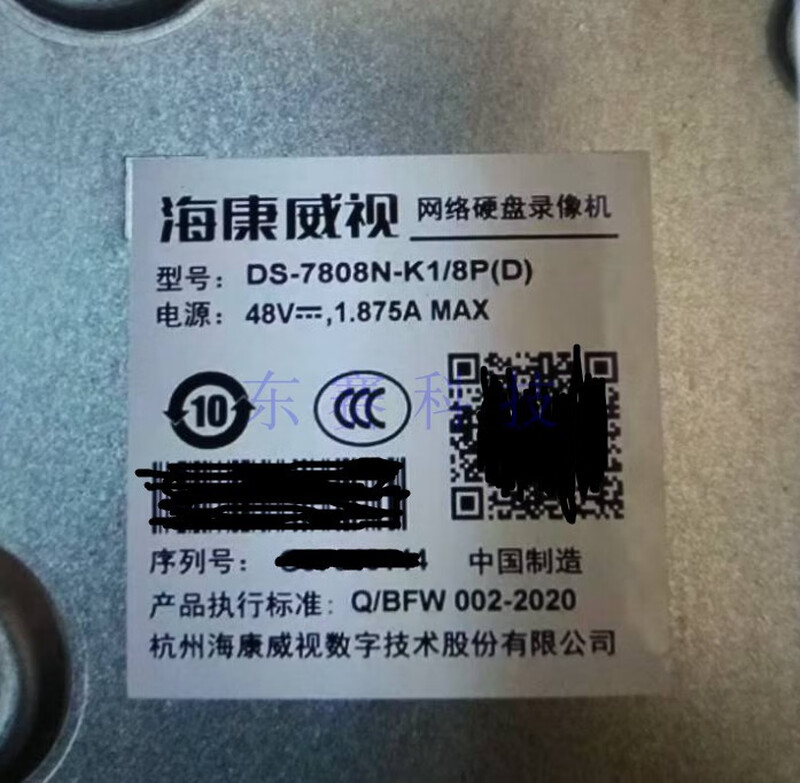 海康威视 网络硬盘录像机
型号: DS-7808N-K1/8P(D)
电源: 48V⎓,1.875A MAX
10
CCC
东赛科技
序列号: 中国制造
产品执行标准: Q/BFW 002-2020
杭州海康威视数字技术股份有限公司